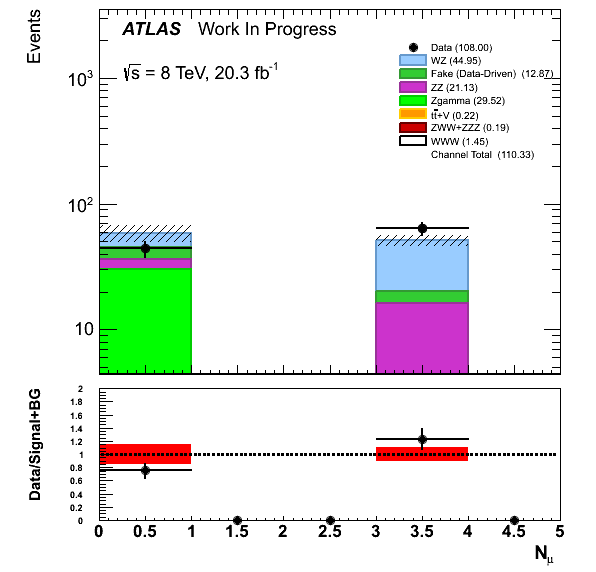 Events
ATLAS Work In Progress
√s = 8 TeV, 20.3 fb-1
Data (108.00)
WZ (44.95)
Fake (Data-Driven) (12.87)
ZZ (21.13)
Zgamma (29.52)
tt̄+V (0.22)
ZWW+ZZZ (0.19)
WWW (1.45)
Channel Total (110.33)
10³
10²
10
Data/Signal+BG
2
1.8
1.6
1.4
1.2
1
0.8
0.6
0.4
0.2
0
0 0.5 1 1.5 2 2.5 3 3.5 4 4.5 5
Nμ